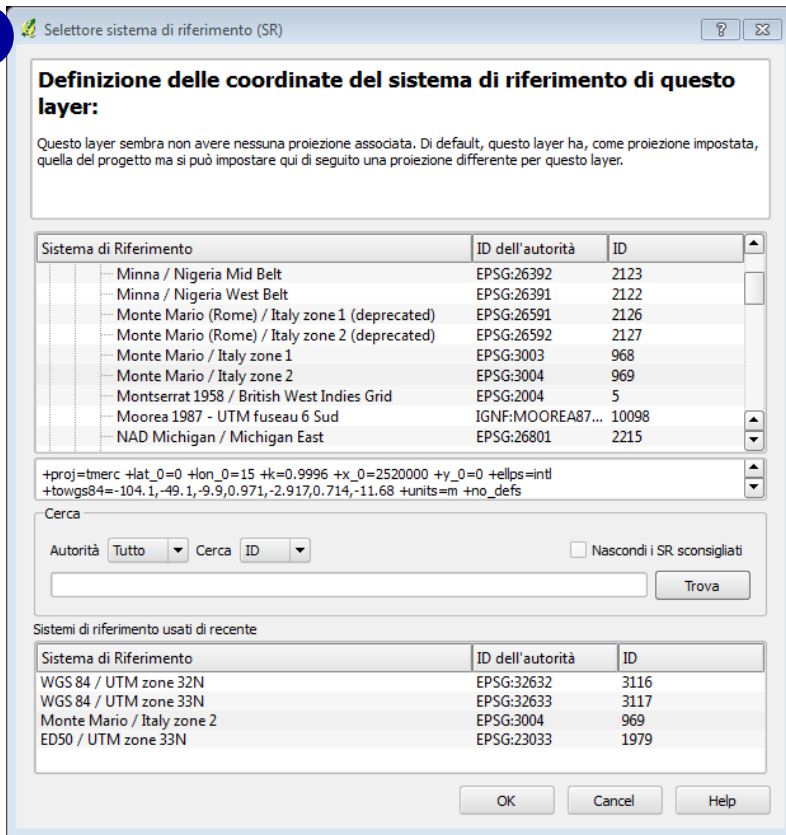 Selettore sistema di riferimento (SR)
Definizione delle coordinate del sistema di riferimento di questo
layer:
Questo layer sembra non avere nessuna proiezione associata. Di default, questo layer ha, come proiezione impostata,
quella del progetto ma si può impostare qui di seguito una proiezione differente per questo layer.
Sistema di Riferimento ID dell'autorità ID
Minna / Nigeria Mid Belt EPSG:26392 2123
Minna / Nigeria West Belt EPSG:26391 2122
Monte Mario (Rome) / Italy zone 1 (deprecated) EPSG:26591 2126
Monte Mario (Rome) / Italy zone 2 (deprecated) EPSG:26592 2127
Monte Mario / Italy zone 1 EPSG:3003 968
Monte Mario / Italy zone 2 EPSG:3004 969
Montserrat 1958 / British West Indies Grid EPSG:2004 5
Moorea 1987 - UTM fuseau 6 Sud IGNF:MOOREA87... 10098
NAD Michigan / Michigan East EPSG:26801 2215
+proj=tmerc +lat_0=0 +lon_0=15 +k=0.9996 +x_0=2520000 +y_0=0 +ellps=intl
+towgs84=-104.1,-49.1,-9.9,0.971,-2.917,0.714,-11.68 +units=m +no_defs
Cerca
Autorità Tutto Cerca ID Nascondi i SR sconsigliati
Trova
Sistemi di riferimento usati di recente
Sistema di Riferimento ID dell'autorità ID
WGS 84 / UTM zone 32N EPSG:32632 3116
WGS 84 / UTM zone 33N EPSG:32633 3117
Monte Mario / Italy zone 2 EPSG:3004 969
ED50 / UTM zone 33N EPSG:23033 1979
OK Cancel Help